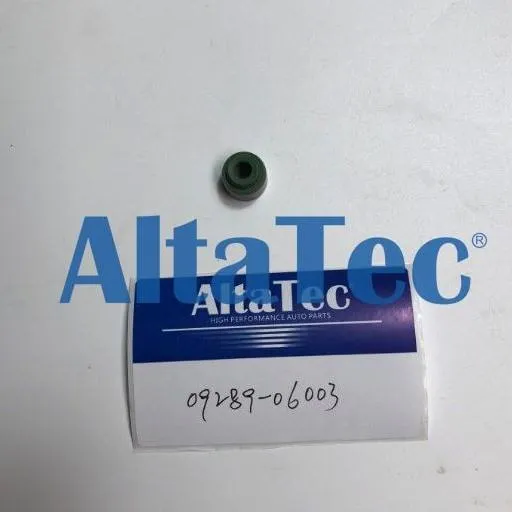 AltaTec®
AltaTec
HIGH PERFORMANCE AUTO PARTS
09289-06003